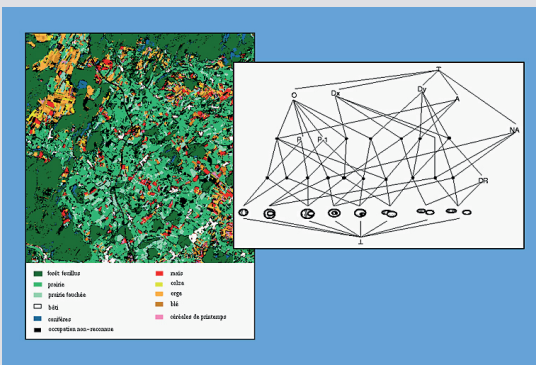 T
O
Dx
Dy
A
P
P-1
NA
DR
⊥
forêt feuillus
prairie
prairie fauchée
bâti
conifères
occupation non-reconnue
maïs
colza
orge
blé
céréales de printemps